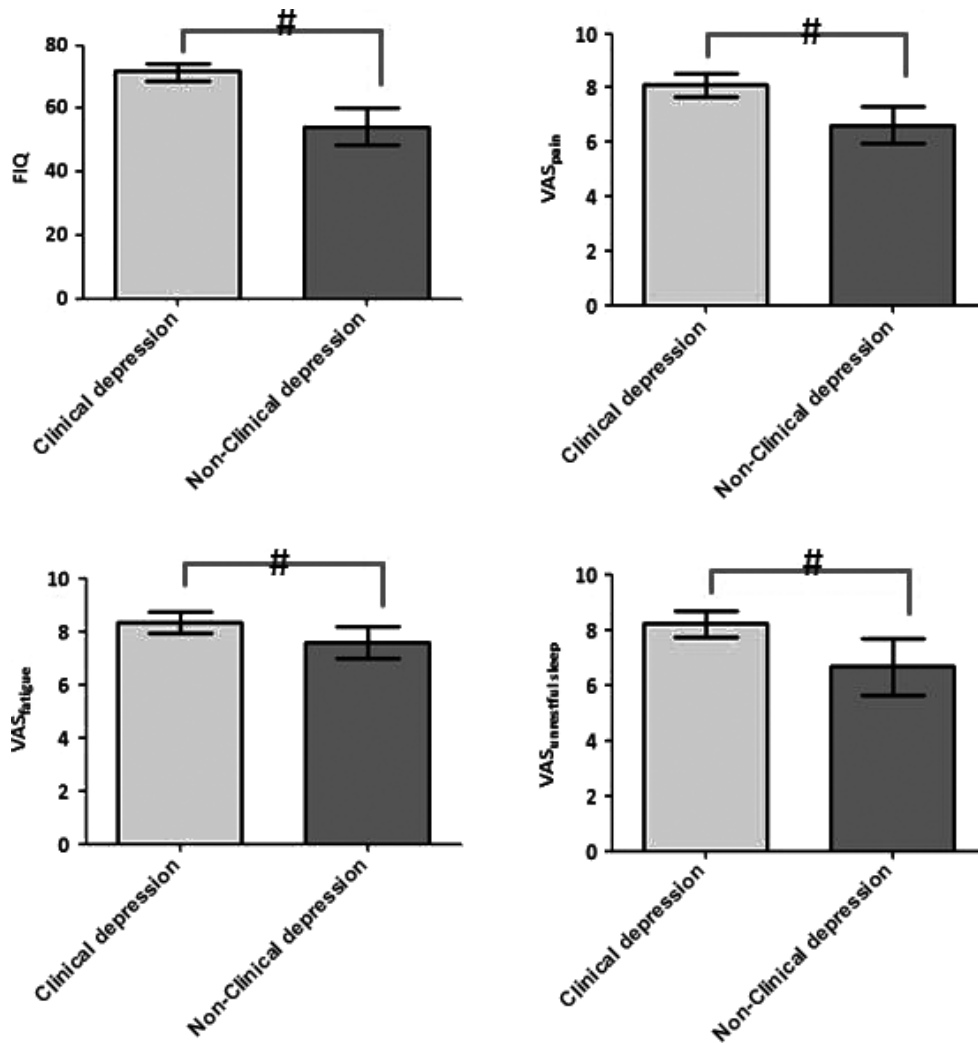 #
80
60
40
20
0
FIQ
Clinical depression
Non-Clinical depression
#
10
8
6
4
2
0
VASpain
Clinical depression
Non-Clinical depression
#
10
8
6
4
2
0
VASfatigue
Clinical depression
Non-Clinical depression
#
10
8
6
4
2
0
VASunrestful sleep
Clinical depression
Non-Clinical depression